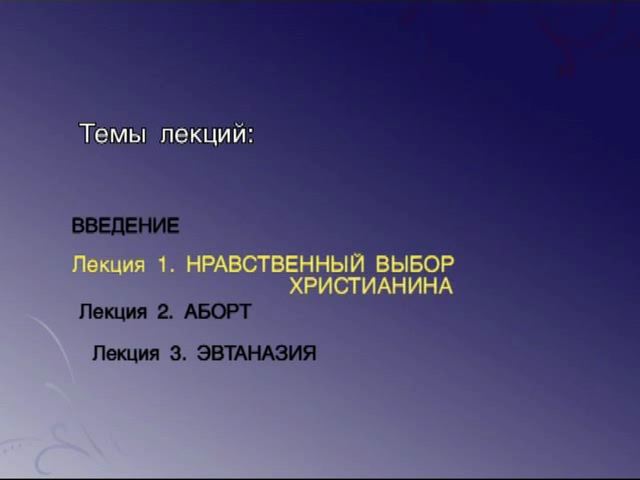 Темы лекций:
ВВЕДЕНИЕ
Лекция 1. НРАВСТВЕННЫЙ ВЫБОР
ХРИСТИАНИНА
Лекция 2. АБОРТ
Лекция 3. ЭВТАНАЗИЯ